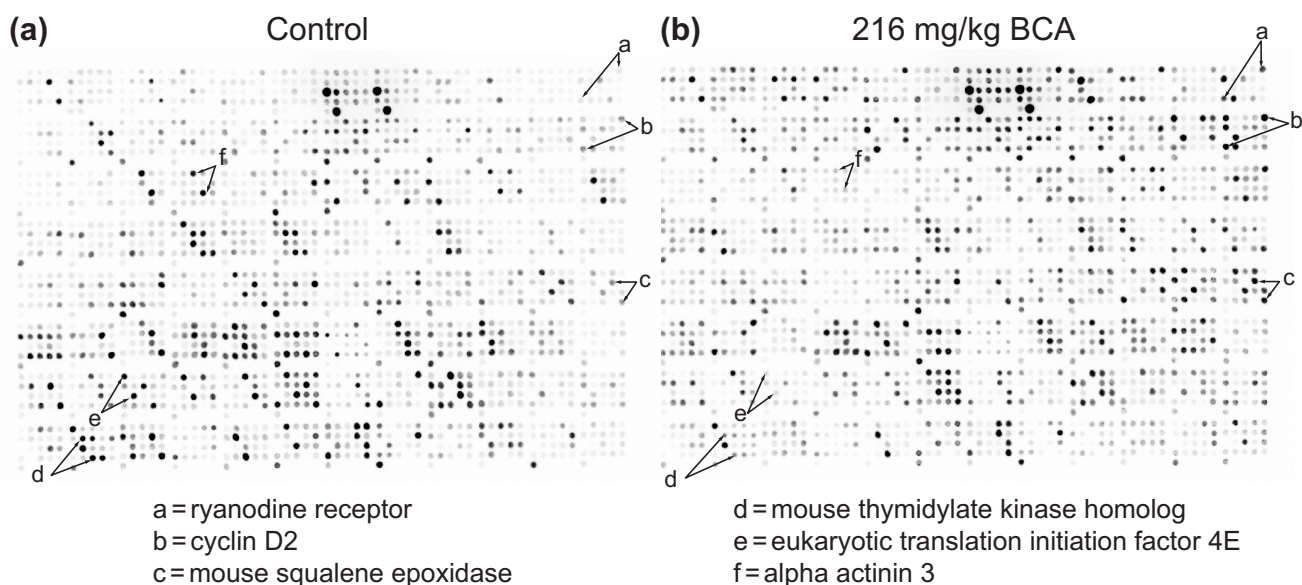 (a) Control
(b) 216 mg/kg BCA
a
b
f
c
e
d
a
b
f
c
e
d
a = ryanodine receptor
b = cyclin D2
c = mouse squalene epoxidase
d = mouse thymidylate kinase homolog
e = eukaryotic translation initiation factor 4E
f = alpha actinin 3